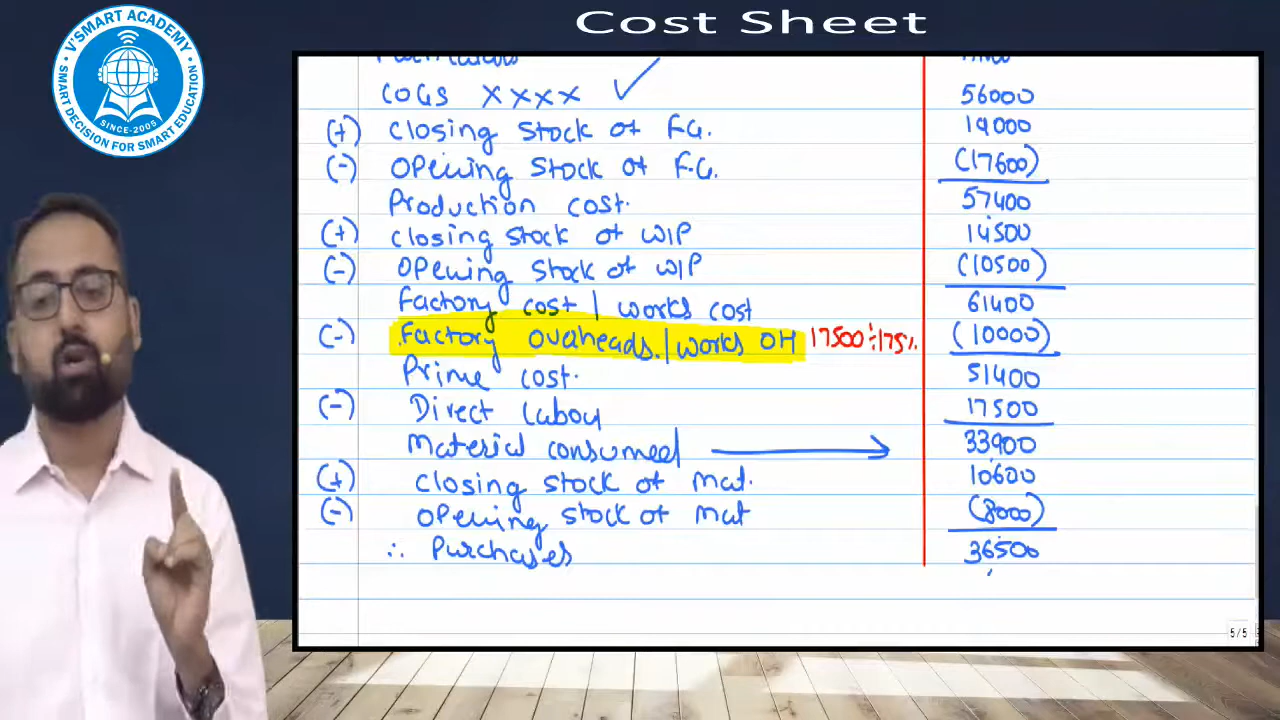 Cost Sheet
V'SMART ACADEMY
SINCE-2005
SMART DECISION FOR SMART EDUCATION
COGS XXXX ✓ 56000
(+) Closing Stock of FG. 19000
(-) Opening Stock of F.G. (17600)
Production cost. 57400
(+) Closing Stock of WIP 14500
(-) Opening Stock of WIP (10500)
Factory cost / works cost 61400
(-) Factory Ovaheads / works OH 17500÷175% (10000)
Prime cost. 51400
(-) Direct Labour 17500
Material consumed → 33900
(+) Closing Stock of mat. 10600
(-) Opening Stock of mat (8000)
∴ Purchases 36500
5/5